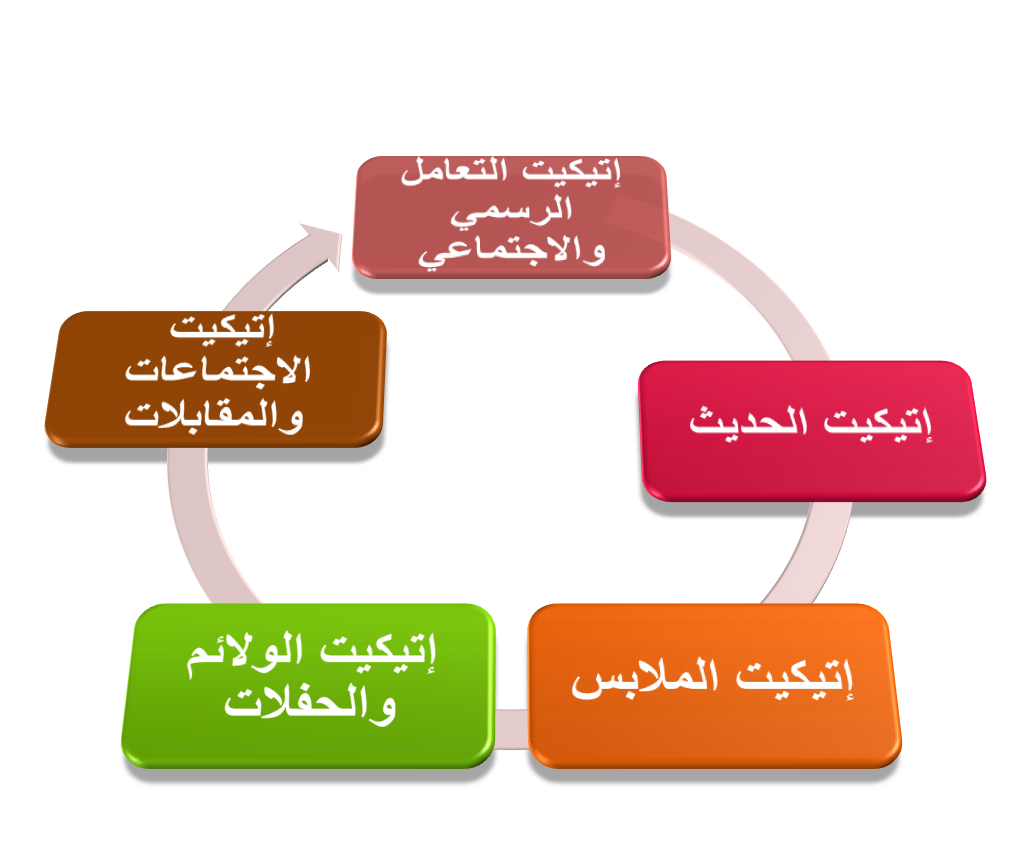 إتيكيت التعامل
الرسمي
والاجتماعي
إتيكيت الحديث
إتيكيت الملابس
إتيكيت الولائم
والحفلات
إتيكيت
الاجتماعات
والمقابلات